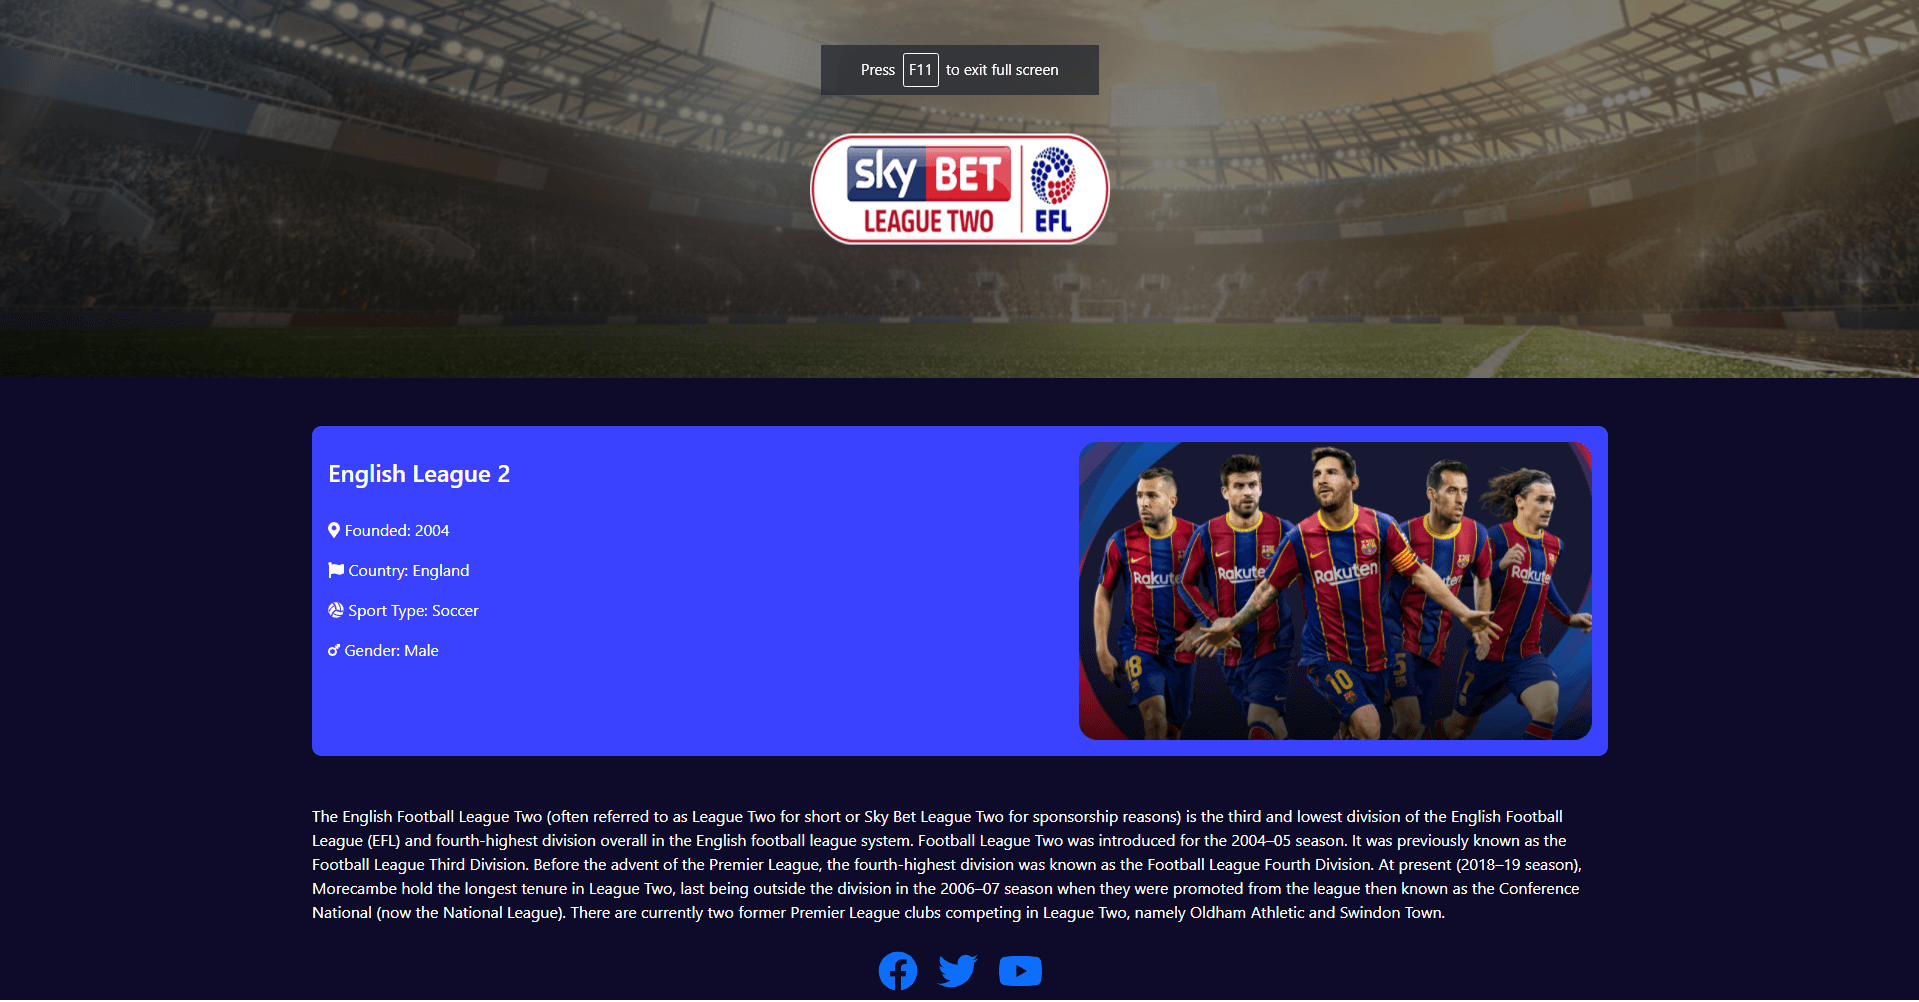 Press F11 to exit full screen
sky BET
LEAGUE TWO
EFL
English League 2
Founded: 2004
Country: England
Sport Type: Soccer
Gender: Male
Rakuten
Rakuten
Rakuten
Rakuten
18
10
5
7
The English Football League Two (often referred to as League Two for short or Sky Bet League Two for sponsorship reasons) is the third and lowest division of the English Football
League (EFL) and fourth-highest division overall in the English football league system. Football League Two was introduced for the 2004–05 season. It was previously known as the
Football League Third Division. Before the advent of the Premier League, the fourth-highest division was known as the Football League Fourth Division. At present (2018–19 season),
Morecambe hold the longest tenure in League Two, last being outside the division in the 2006–07 season when they were promoted from the league then known as the Conference
National (now the National League). There are currently two former Premier League clubs competing in League Two, namely Oldham Athletic and Swindon Town.